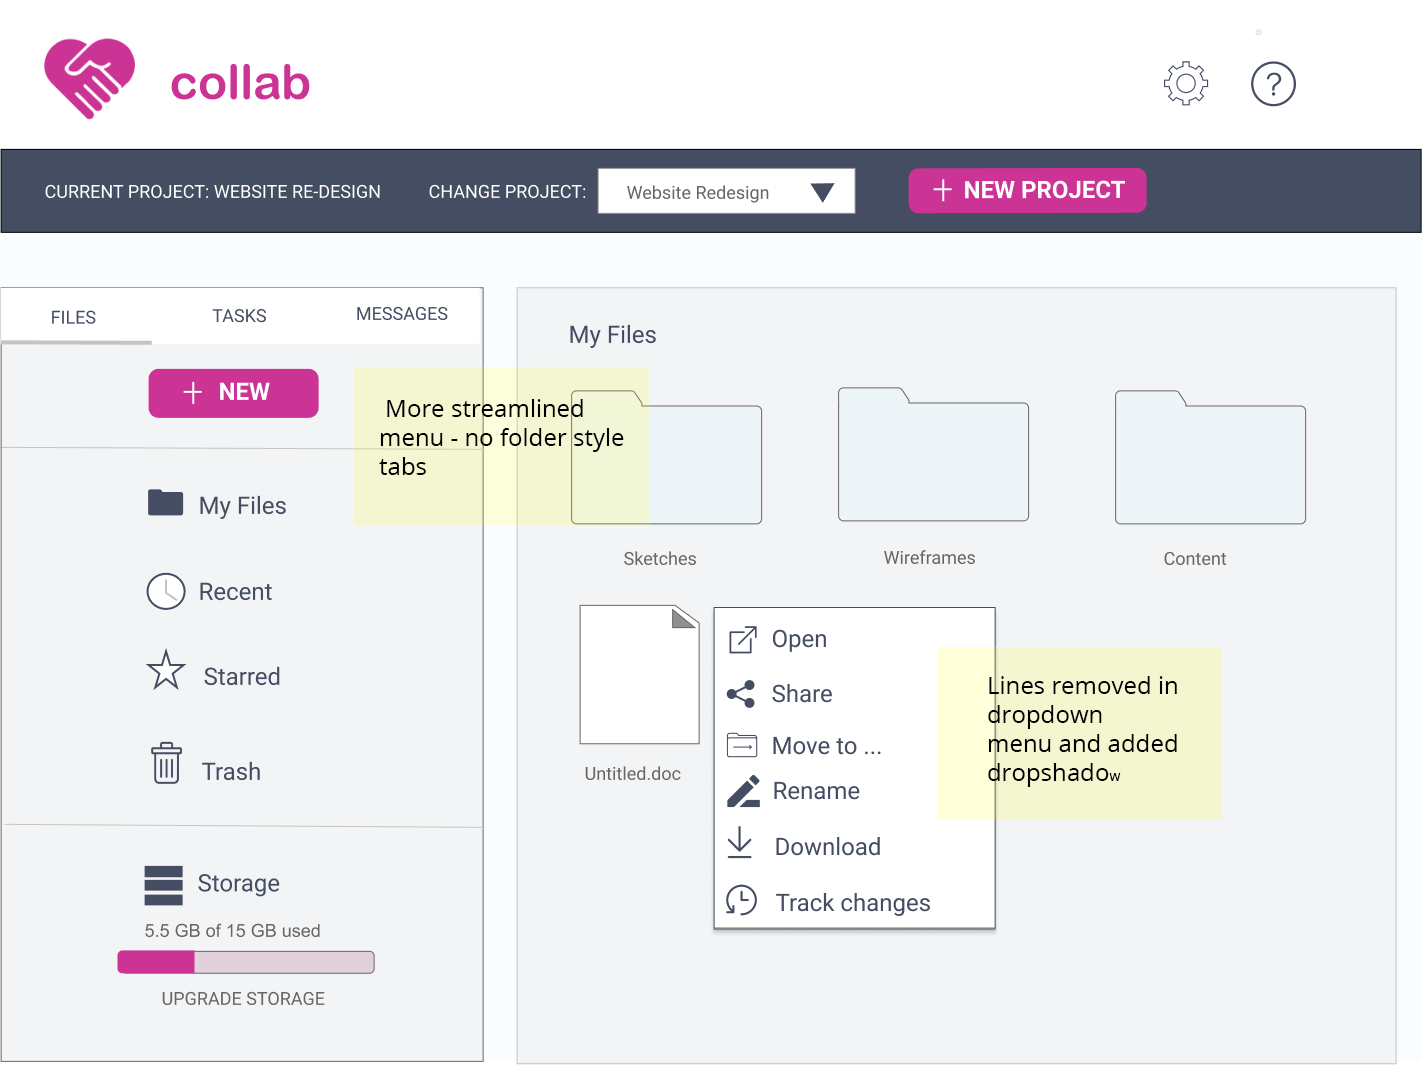 collab
?
CURRENT PROJECT: WEBSITE RE-DESIGN CHANGE PROJECT: Website Redesign + NEW PROJECT
FILES TASKS MESSAGES
+ NEW
My Files
Recent
Starred
Trash
Storage
5.5 GB of 15 GB used
UPGRADE STORAGE
My Files
More streamlined
menu - no folder style
tabs
Sketches Wireframes Content
Untitled.doc
Open
Share
Move to ...
Rename
Download
Track changes
Lines removed in
dropdown
menu and added
dropshadow